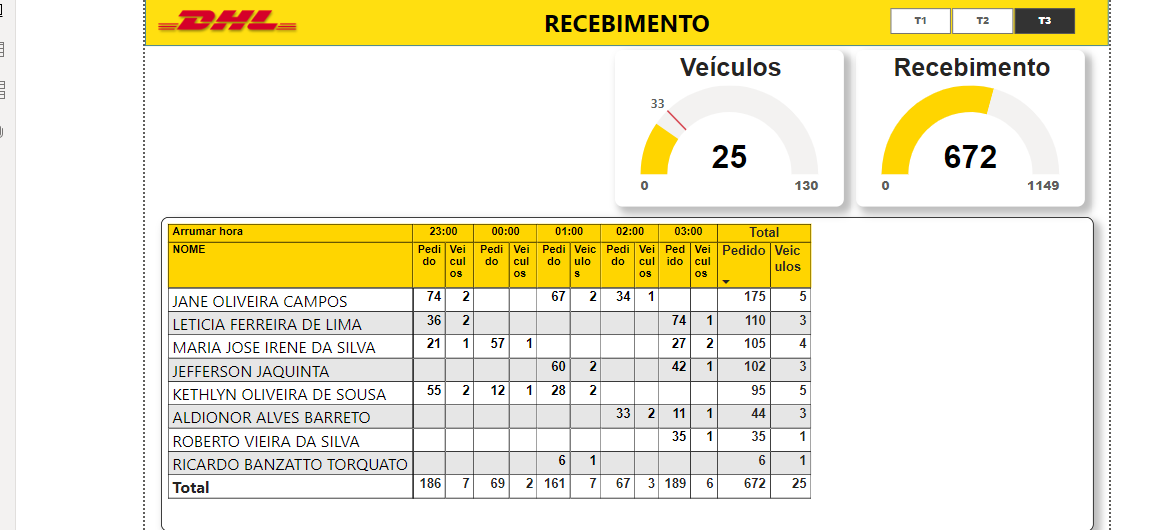 DHL RECEBIMENTO T1 T2 T3
Veículos
33
25
0 130
Recebimento
672
0 1149
Arrumar hora 23:00 00:00 01:00 02:00 03:00 Total
NOME Pedido Veiculos Pedido Veiculos Pedido Veiculos Pedido Veiculos Pedido Veiculos Pedido Veiculos
JANE OLIVEIRA CAMPOS 74 2 67 2 34 1 175 5
LETICIA FERREIRA DE LIMA 36 2 74 1 110 3
MARIA JOSE IRENE DA SILVA 21 1 57 1 27 2 105 4
JEFFERSON JAQUINTA 60 2 42 1 102 3
KETHLYN OLIVEIRA DE SOUSA 55 2 12 1 28 2 95 5
ALDIONOR ALVES BARRETO 33 2 11 1 44 3
ROBERTO VIEIRA DA SILVA 35 1 35 1
RICARDO BANZATTO TORQUATO 6 1 6 1
Total 186 7 69 2 161 7 67 3 189 6 672 25